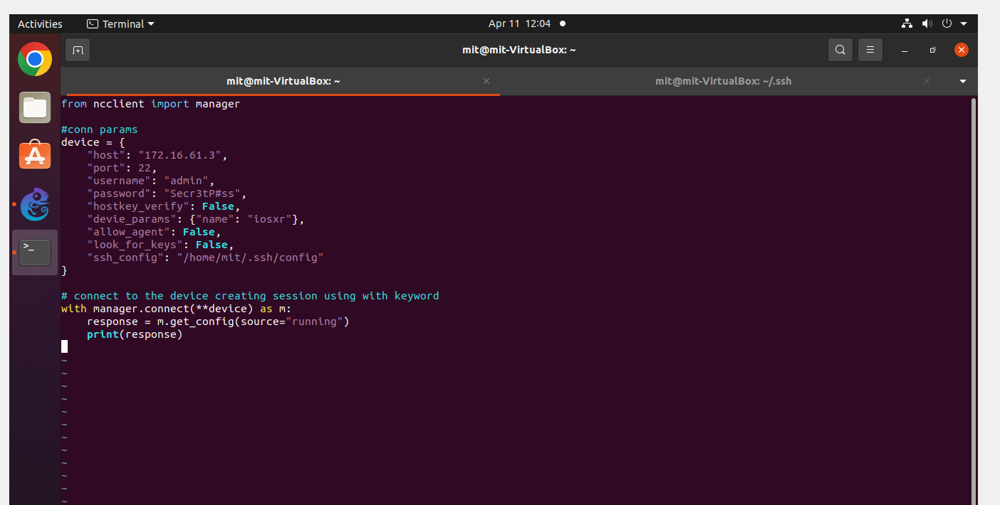 Activities Terminal Apr 11 12:04
mit@mit-VirtualBox: ~
mit@mit-VirtualBox: ~ mit@mit-VirtualBox: ~/.ssh
from ncclient import manager
#conn params
device = {
    "host": "172.16.61.3",
    "port": 22,
    "username": "admin",
    "password": "Secr3tP#ss",
    "hostkey_verify": False,
    "devie_params": {"name": "iosxr"},
    "allow_agent": False,
    "look_for_keys": False,
    "ssh_config": "/home/mit/.ssh/config"
}
# connect to the device creating session using with keyword
with manager.connect(**device) as m:
    response = m.get_config(source="running")
    print(response)
~
~
~
~
~
~
~
~
~
~
~
~